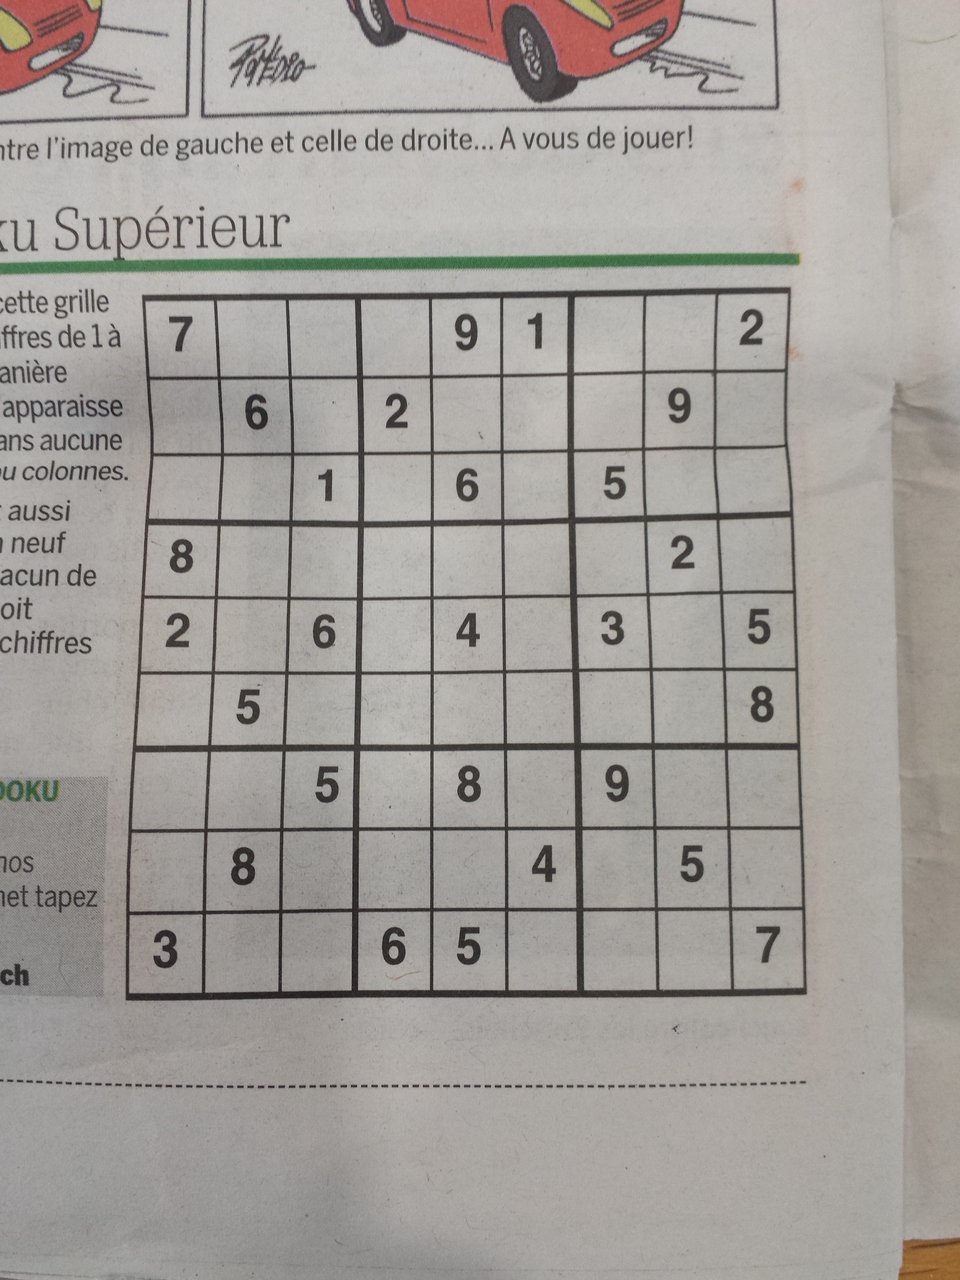 ntre l'image de gauche et celle de droite... A vous de jouer!
ku Supérieur
cette grille
ffres de 1 à
anière
apparaisse
ans aucune
ou colonnes.
aussi
n neuf
acun de
oit
chiffres
DOKU
nos
net tapez
ch
7 9 1 2
6 2 9
1 6 5
8 2
2 6 4 3 5
5 8
5 8 9
8 4 5
3 6 5 7